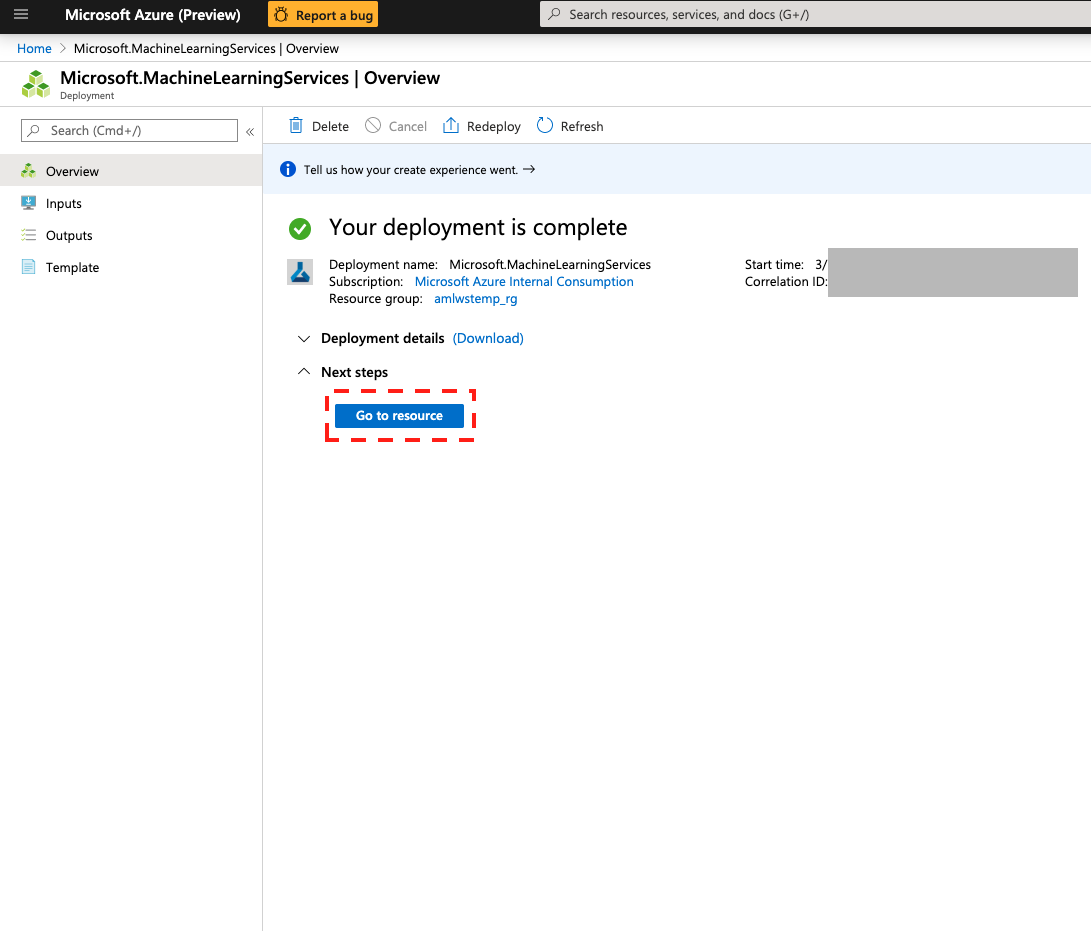 Microsoft Azure (Preview)
Report a bug
Search resources, services, and docs (G+/)
Home > Microsoft.MachineLearningServices | Overview
Microsoft.MachineLearningServices | Overview
Deployment
Search (Cmd+/)
«
Delete
Cancel
Redeploy
Refresh
Overview
Inputs
Outputs
Template
Tell us how your create experience went. →
Your deployment is complete
Deployment name: Microsoft.MachineLearningServices
Subscription: Microsoft Azure Internal Consumption
Resource group: amlwstemp_rg
Start time: 3/
Correlation ID:
Deployment details (Download)
Next steps
Go to resource